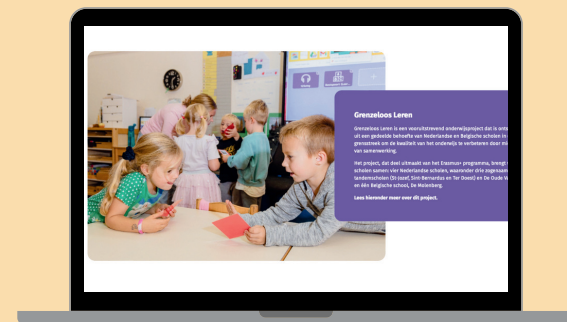 Grenzeloos Leren
Grenzeloos Leren is een vooruitstrevend onderwijsproject dat is
uit een gedeelde behoefte van Nederlandse en Belgische scholen in
grensstreek om de kwaliteit van het onderwijs te verbeteren door
van samenwerking.
Het project, dat deel uitmaakt van het Erasmus+ programma, brengt
scholen samen: vier Nederlandse scholen, waaronder drie zogenaam
tandemscholen (St-Jozef, Sint-Bernardus en Ter Doest) en De Oude
en één Belgische school, De Molenberg.
Lees hieronder meer over dit project.